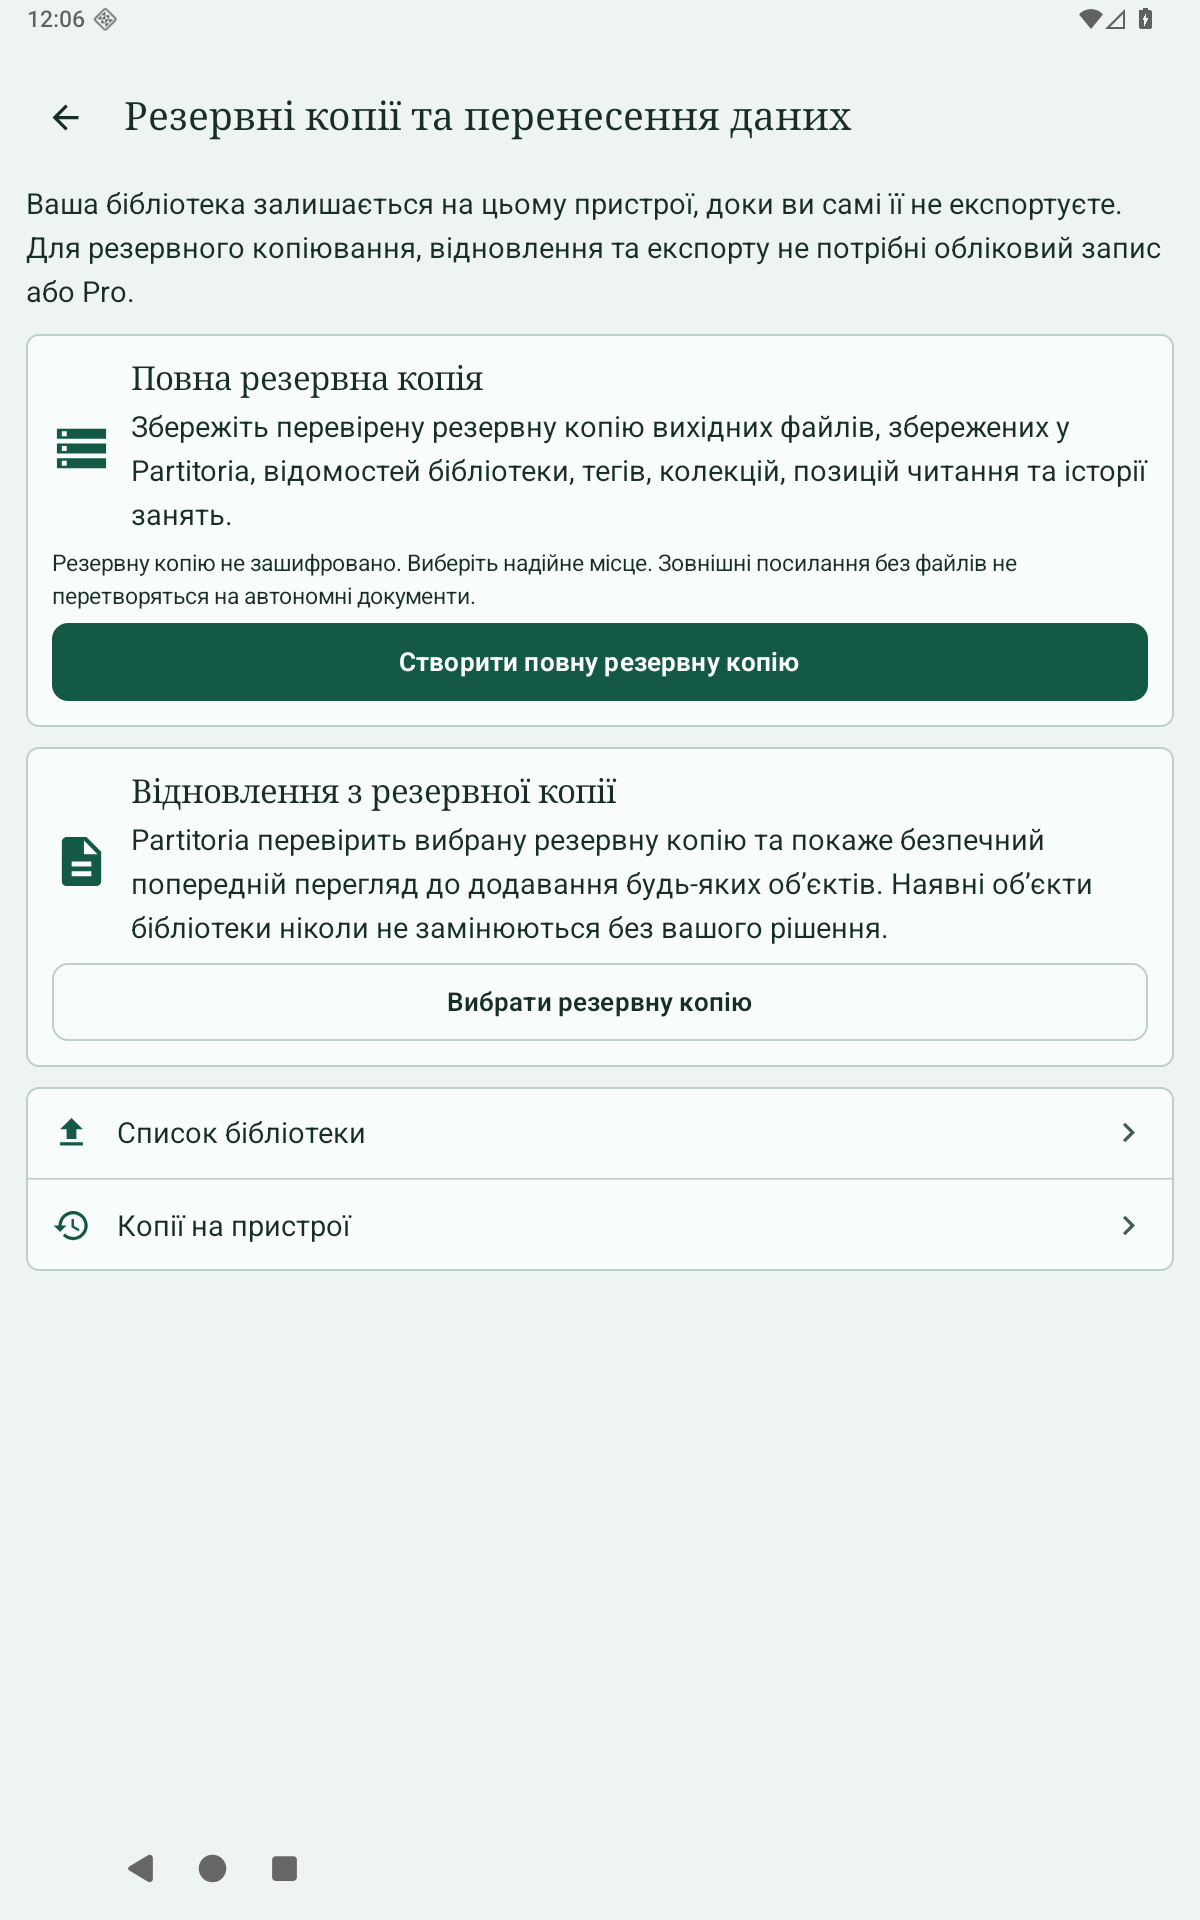 12:06
Резервні копії та перенесення даних
Ваша бібліотека залишається на цьому пристрої, доки ви самі її не експортуєте.
Для резервного копіювання, відновлення та експорту не потрібні обліковий запис
або Pro.
Повна резервна копія
Збережіть перевірену резервну копію вихідних файлів, збережених у
Partitoria, відомостей бібліотеки, тегів, колекцій, позицій читання та історії
занять.
Резервну копію не зашифровано. Виберіть надійне місце. Зовнішні посилання без файлів не
перетворяться на автономні документи.
Створити повну резервну копію
Відновлення з резервної копії
Partitoria перевірить вибрану резервну копію та покаже безпечний
попередній перегляд до додавання будь-яких об’єктів. Наявні об’єкти
бібліотеки ніколи не замінюються без вашого рішення.
Вибрати резервну копію
Список бібліотеки
Копії на пристрої